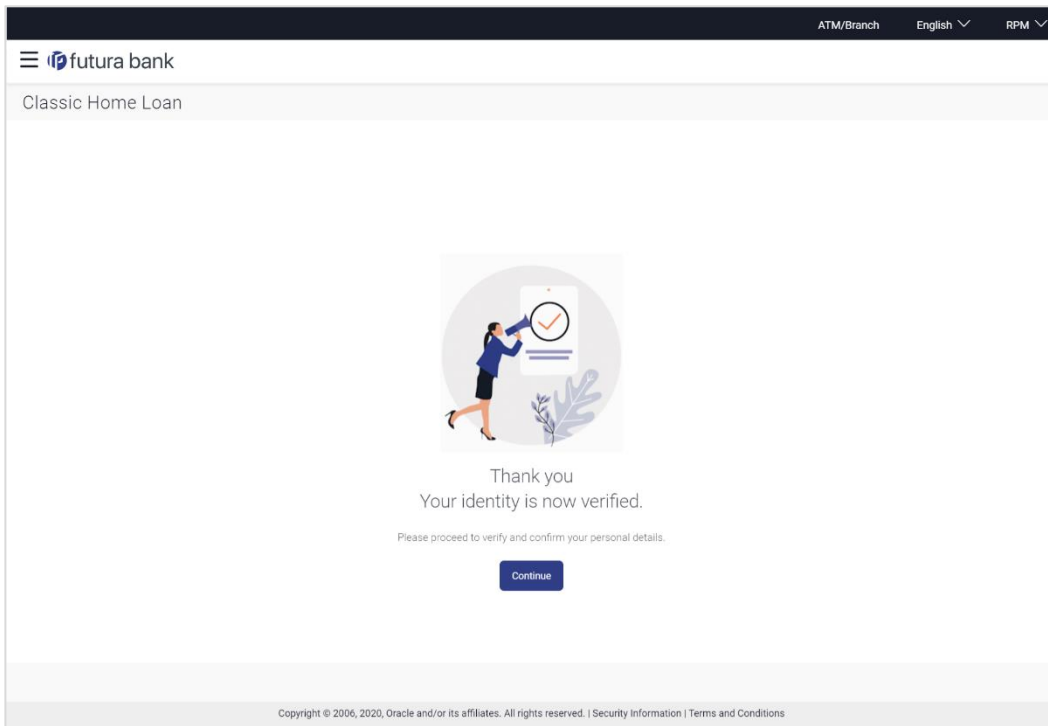 ATM/Branch English RPM
futura bank
Classic Home Loan
Thank you
Your identity is now verified.
Please proceed to verify and confirm your personal details.
Continue
Copyright © 2006, 2020, Oracle and/or its affiliates. All rights reserved. | Security Information | Terms and Conditions